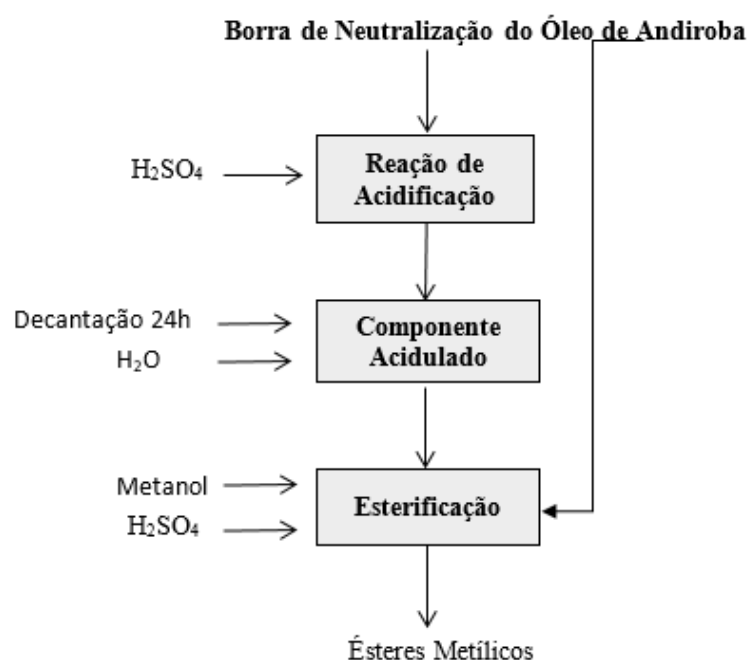 Borra de Neutralização do Óleo de Andiroba
H₂SO₄
Reação de
Acidificação
Decantação 24h
H₂O
Componente
Acidulado
Metanol
H₂SO₄
Esterificação
Ésteres Metílicos